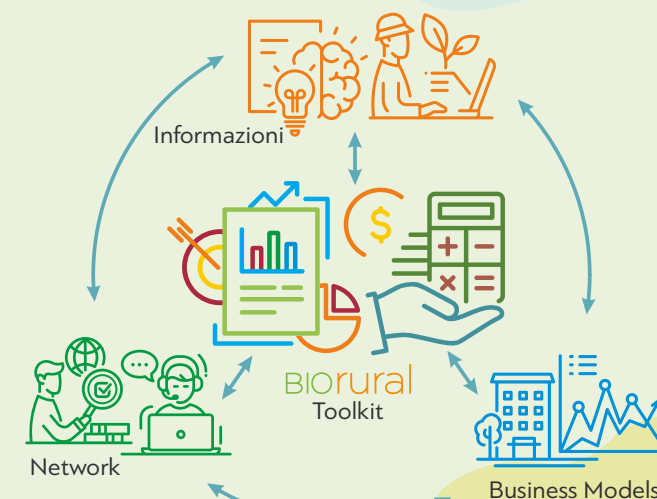 Informazioni
$
BIOrural
Toolkit
Network
Business Models